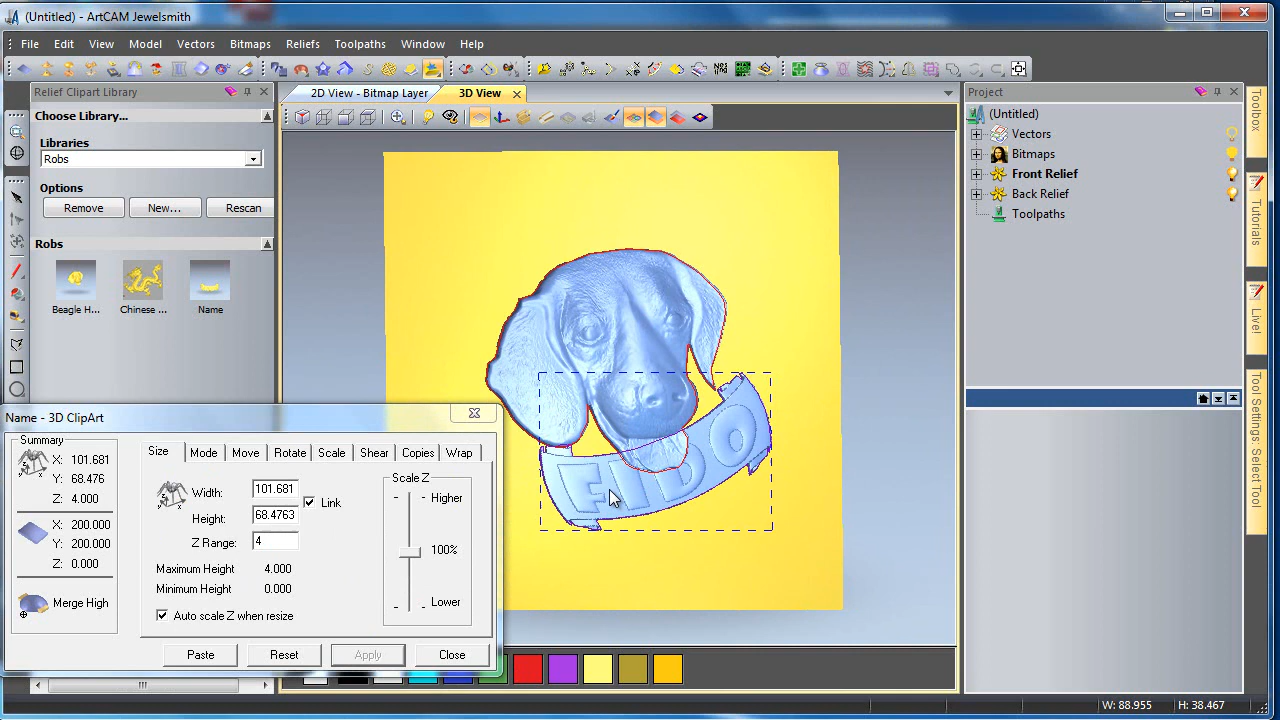 (Untitled) - ArtCAM Jewelsmith
File Edit View Model Vectors Bitmaps Reliefs Toolpaths Window Help
Relief Clipart Library
Choose Library...
Libraries
Robs
Options
Remove New... Rescan
Robs
Beagle H... Chinese ... Name
2D View - Bitmap Layer 3D View
FIDO
Project
(Untitled)
Vectors
Bitmaps
Front Relief
Back Relief
Toolpaths
Toolbox
Tutorials
Live!
Tool Settings: Select Tool
Name - 3D ClipArt
Summary
X: 101.681
Y: 68.476
Z: 4.000
X: 200.000
Y: 200.000
Z: 0.000
Merge High
Size Mode Move Rotate Scale Shear Copies Wrap
Width: 101.681 Link
Height: 68.4763
Z Range: 4
Maximum Height 4.000
Minimum Height 0.000
Auto scale Z when resize
Scale Z
Higher
100%
Lower
Paste Reset Apply Close
W: 88.955 H: 38.467